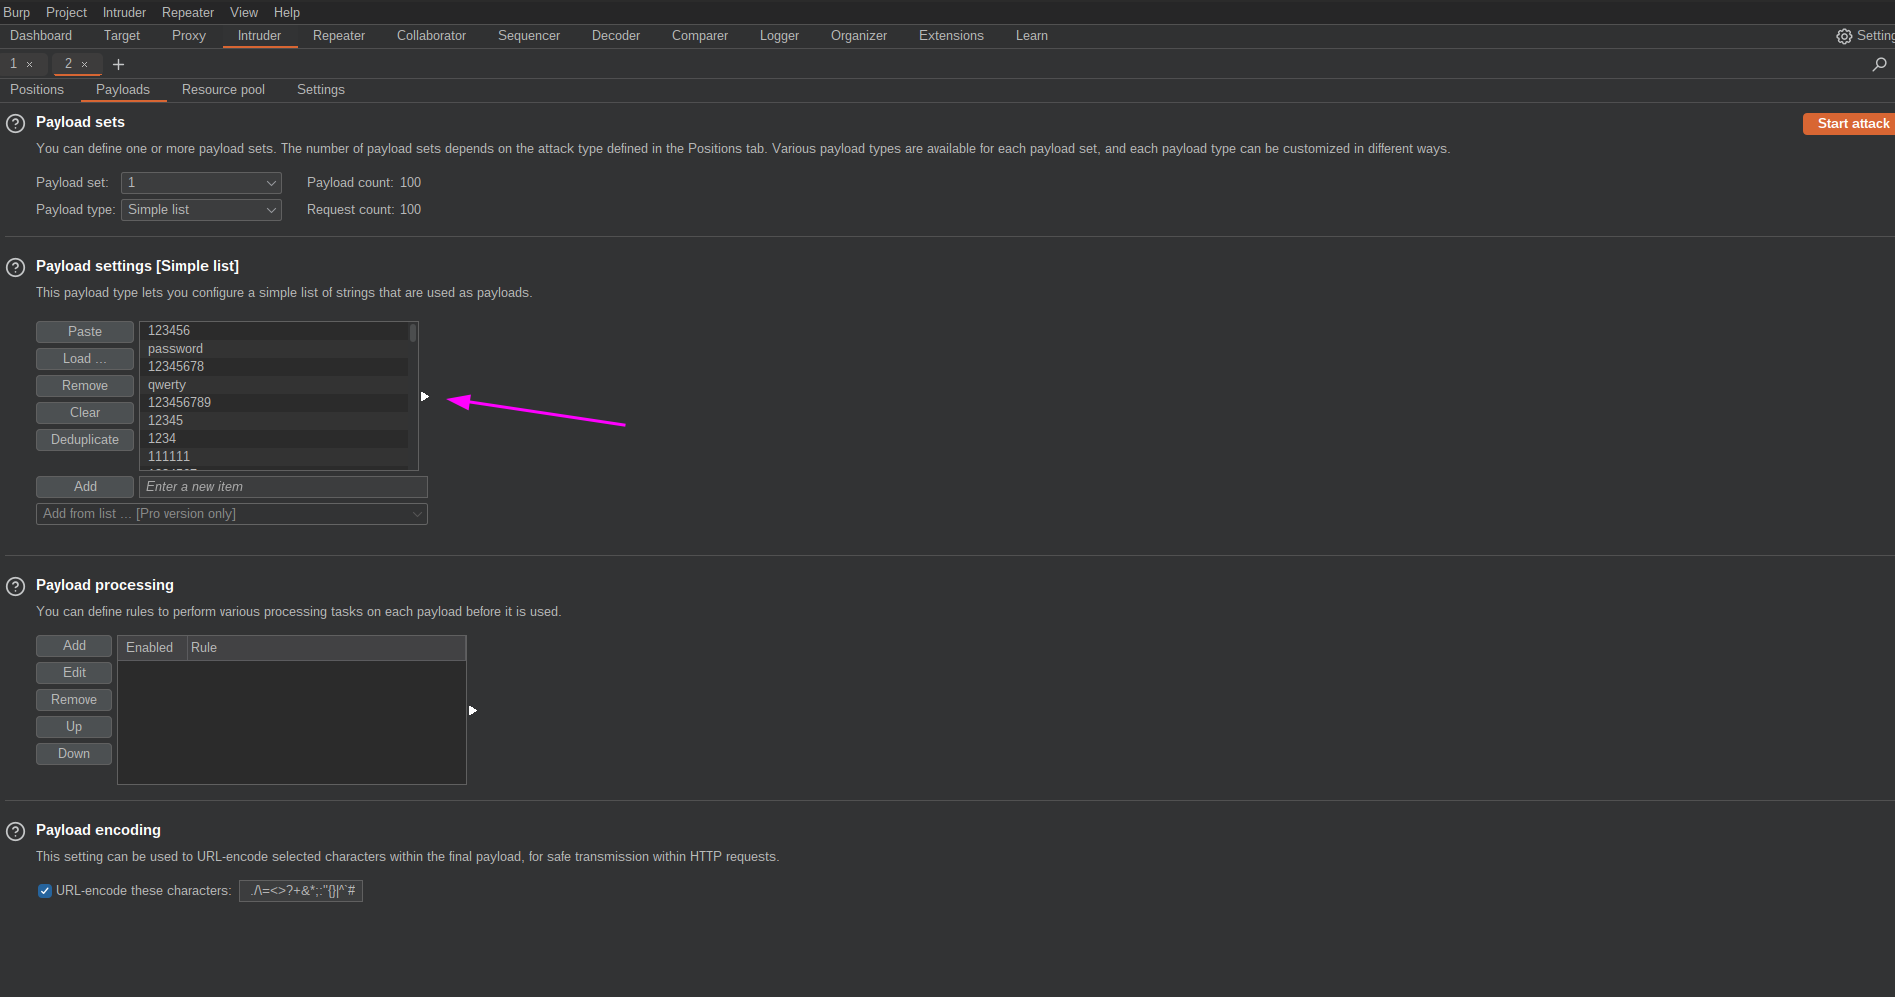 Burp Project Intruder Repeater View Help
Dashboard Target Proxy Intruder Repeater Collaborator Sequencer Decoder Comparer Logger Organizer Extensions Learn
1 × 2 × +
Positions Payloads Resource pool Settings
Payload sets
Start attack
You can define one or more payload sets. The number of payload sets depends on the attack type defined in the Positions tab. Various payload types are available for each payload set, and each payload type can be customized in different ways.
Payload set: 1 Payload count: 100
Payload type: Simple list Request count: 100
Payload settings [Simple list]
This payload type lets you configure a simple list of strings that are used as payloads.
Paste
Load ...
Remove
Clear
Deduplicate
123456
password
12345678
qwerty
123456789
12345
1234
111111
Add Enter a new item
Add from list ... [Pro version only]
Payload processing
You can define rules to perform various processing tasks on each payload before it is used.
Add
Edit
Remove
Up
Down
Enabled Rule
Payload encoding
This setting can be used to URL-encode selected characters within the final payload, for safe transmission within HTTP requests.
URL-encode these characters: ./\=<>?+&*;:"{}|^`#